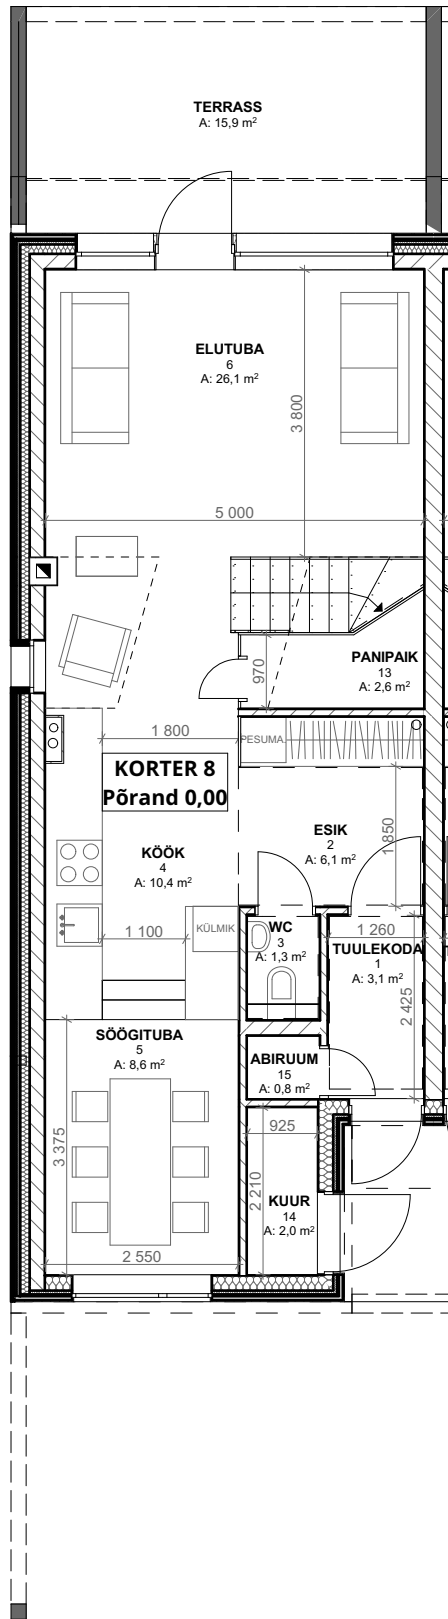 TERRASS
A: 15,9 m²
ELUTUBA
6
A: 26,1 m²
3 800
5 000
PANIPAIK
13
A: 2,6 m²
970
1 800
PESUMA.
KORTER 8
Põrand 0,00
ESIK
2
A: 6,1 m²
1 850
KÖÖK
4
A: 10,4 m²
KÜLMIK
1 100
WC
3
A: 1,3 m²
1 260
TUULEKODA
1
A: 3,1 m²
2 425
SÖÖGITUBA
5
A: 8,6 m²
ABIRUUM
15
A: 0,8 m²
3 375
925
2 210
KUUR
14
A: 2,0 m²
2 550